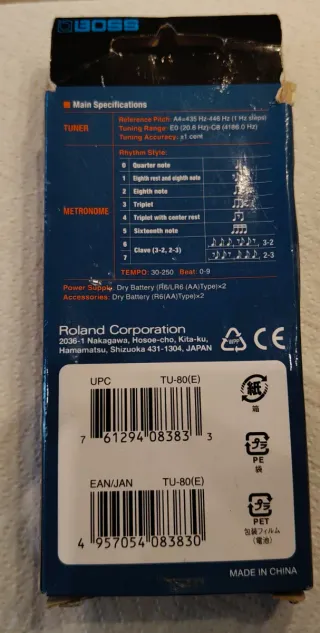 BOSS
■ Main Specifications
TUNER
Reference Pitch: A4=435 Hz-446 Hz (1 Hz steps)
Tuning Range: E0 (20.6 Hz)-C8 (4186.0 Hz)
Tuning Accuracy: ±1 cent
METRONOME
Rhythm Style:
0 Quarter note
1 Eighth rest and eighth note
2 Eighth note
3 Triplet
4 Triplet with center rest
5 Sixteenth note
6 Clave (3-2, 2-3) 3-2
7 2-3
TEMPO: 30-250 Beat: 0-9
Power Supply: Dry Battery (R6/LR6 (AA)Type)×2
Accessories: Dry Battery (R6(AA)Type)×2
Roland Corporation
2036-1 Nakagawa, Hosoe-cho, Kita-ku,
Hamamatsu, Shizuoka 431-1304, JAPAN
CE
UPC TU-80(E)
7 61294 08383 3
EAN/JAN TU-80(E)
4 957054 083830
紙
箱
プラ
PE
袋
プラ
PET
包装フィルム
(電池)
MADE IN CHINA